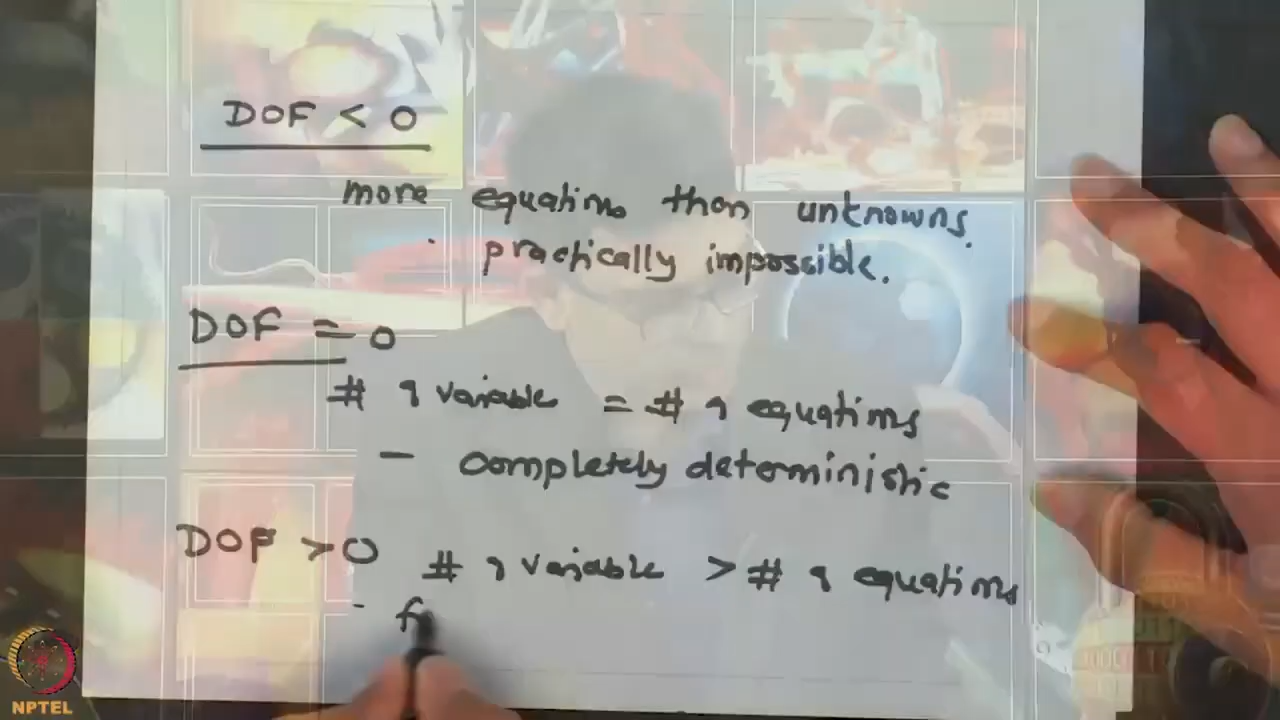 DOF < 0
more equations than unknowns.
practically impossible.
DOF = 0
# of variable = # of equations
- completely deterministic
DOF > 0
# of variable > # of equations
- f
NPTEL